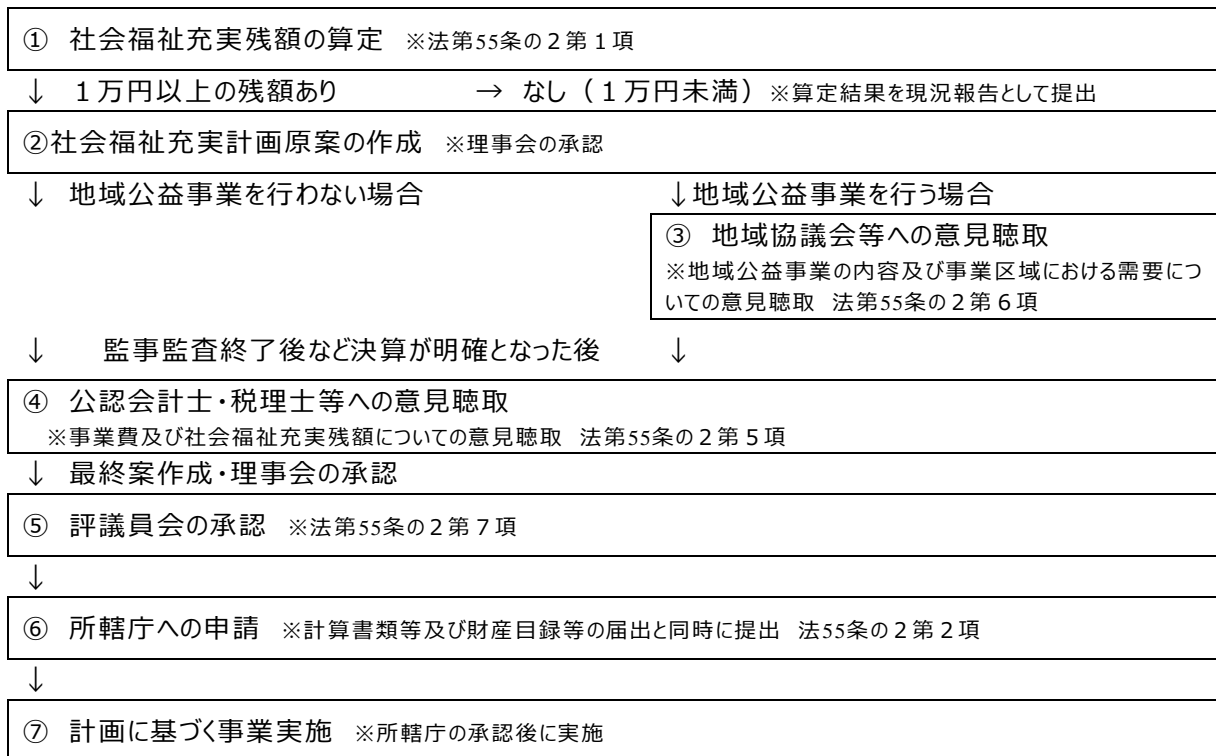 ① 社会福祉充実残額の算定 ※法第55条の２第１項
↓ １万円以上の残額あり → なし（１万円未満）※算定結果を現況報告として提出
②社会福祉充実計画原案の作成 ※理事会の承認
↓ 地域公益事業を行わない場合 ↓地域公益事業を行う場合
③ 地域協議会等への意見聴取
※地域公益事業の内容及び事業区域における需要につ
いての意見聴取 法第55条の２第６項
↓ 監事監査終了後など決算が明確となった後 ↓
④ 公認会計士・税理士等への意見聴取
※事業費及び社会福祉充実残額についての意見聴取 法第55条の２第５項
↓ 最終案作成・理事会の承認
⑤ 評議員会の承認 ※法第55条の２第７項
↓
⑥ 所轄庁への申請 ※計算書類等及び財産目録等の届出と同時に提出 法55条の２第２項
↓
⑦ 計画に基づく事業実施 ※所轄庁の承認後に実施